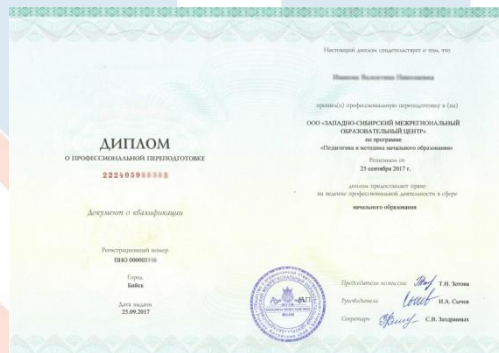 ДИПЛОМ
О ПРОФЕССИОНАЛЬНОЙ ПЕРЕПОДГОТОВКЕ
Документ о квалификации
Регистрационный номер
Город
Бийск
Дата выдачи
25.09.2017
Настоящий диплом свидетельствует о том, что
прошел(а) профессиональную переподготовку в (на)
ООО «ЗАПАДНО-СИБИРСКИЙ МЕЖРЕГИОНАЛЬНЫЙ
ОБРАЗОВАТЕЛЬНЫЙ ЦЕНТР»
по программе
«Педагогика и методика начального образования»
Решением от
25 сентября 2017 г.
диплом предоставляет право
на ведение профессиональной деятельности в сфере
начального образования
Председатель комиссии Т.Н. Зотова
Руководитель Н.А. Сычев
Секретарь С.В. Заздравных